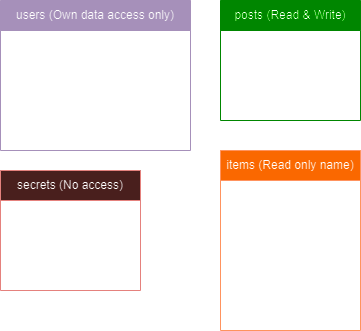 users (Own data access only)
posts (Read & Write)
secrets (No access)
items (Read only name)